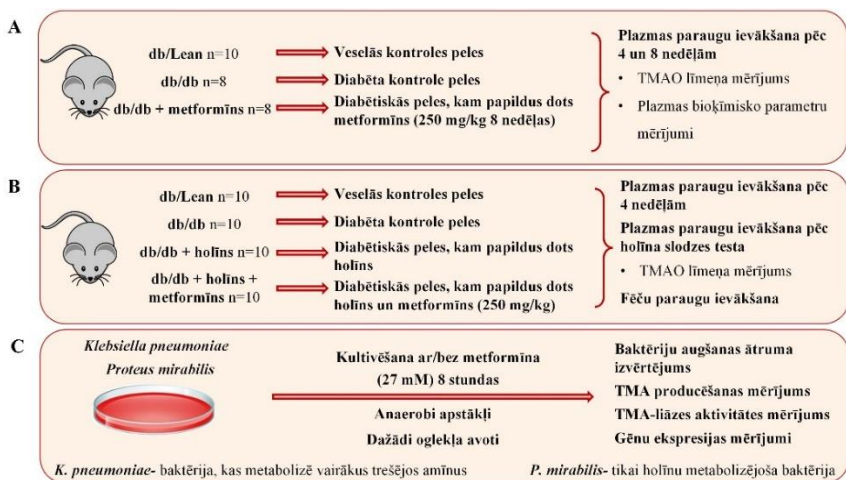 A
db/Lean n=10
Veselās kontroles peles
db/db n=8
Diabēta kontrole peles
db/db + metformīns n=8
Diabētiskās peles, kam papildus dots
metformīns (250 mg/kg 8 nedēļas)
Plazmas paraugu ievākšana pēc
4 un 8 nedēļām
• TMAO līmeņa mērījums
• Plazmas bioķīmisko parametru
mērījumi
B
db/Lean n=10
Veselās kontroles peles
db/db n=10
Diabēta kontrole peles
db/db + holīns n=10
Diabētiskās peles, kam papildus dots
holīns
db/db + holīns +
metformīns n=10
Diabētiskās peles, kam papildus dots
holīns un metformīns (250 mg/kg)
Plazmas paraugu ievākšana pēc
4 nedēļām
Plazmas paraugu ievākšana pēc
holīna slodzes testa
• TMAO līmeņa mērījums
Fēču paraugu ievākšana
C
Klebsiella pneumoniae
Proteus mirabilis
Kultivēšana ar/bez metformīna
(27 mM) 8 stundas
Anaerobi apstākļi
Dažādi oglekļa avoti
Baktēriju augšanas ātruma
izvērtējums
TMA producēšanas mērījums
TMA-liāzes aktivitātes mērījums
Gēnu ekspresijas mērījumi
K. pneumoniae- baktērija, kas metabolizē vairākus trešējos amīnus
P. mirabilis- tikai holīnu metabolizējoša baktērija